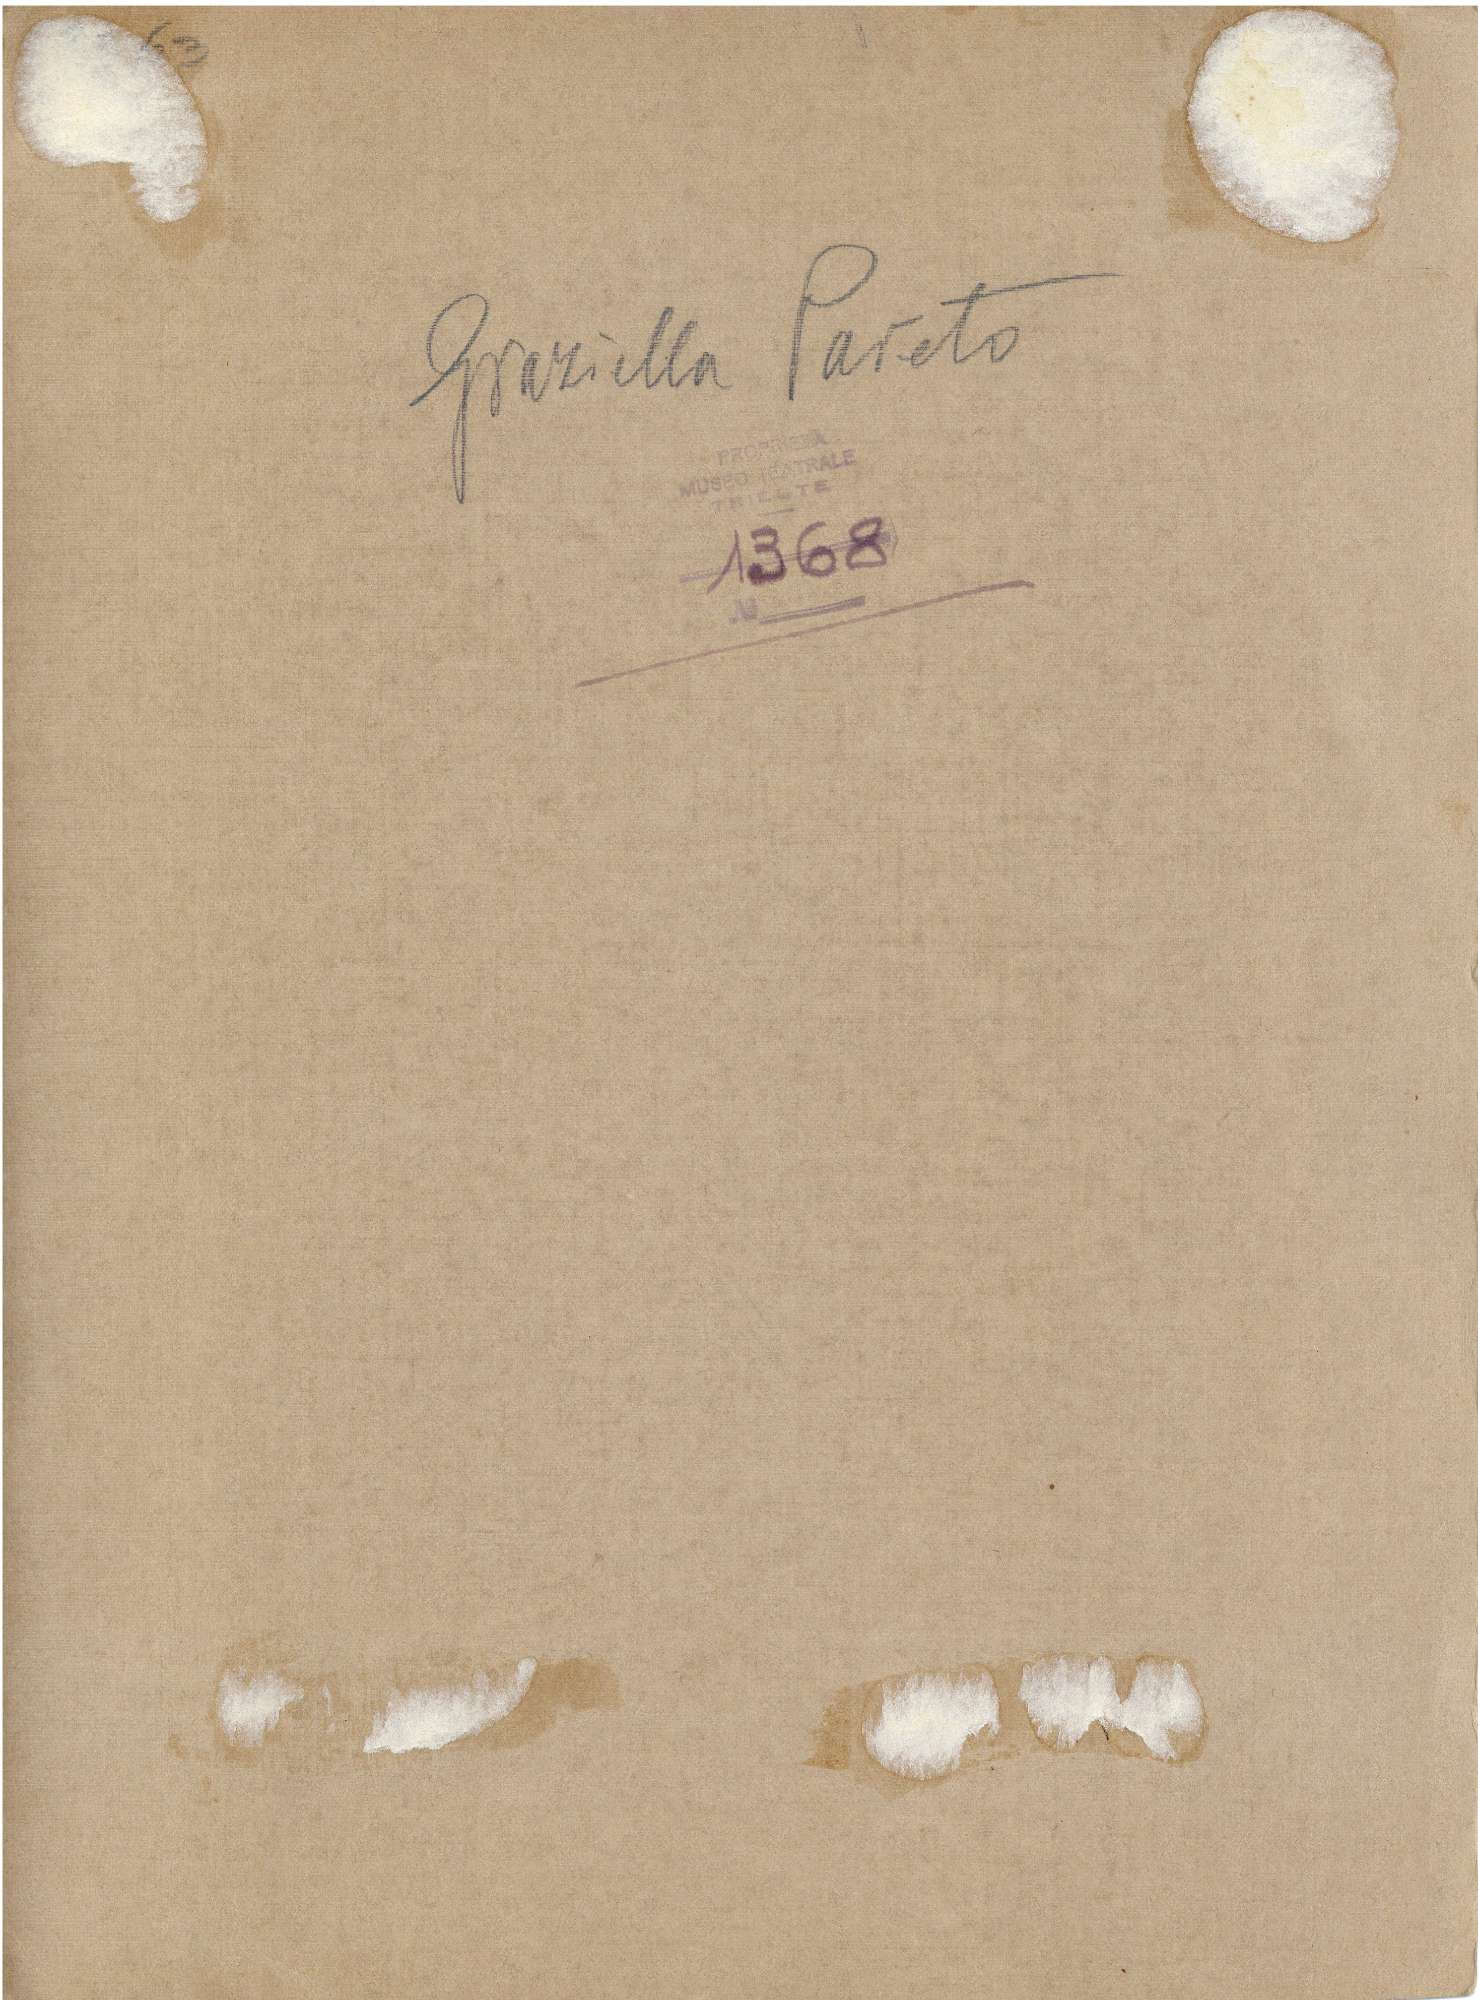 Graziella Pareto
PROPRIETÀ
MUSEO TEATRALE
TRIESTE
1368
N